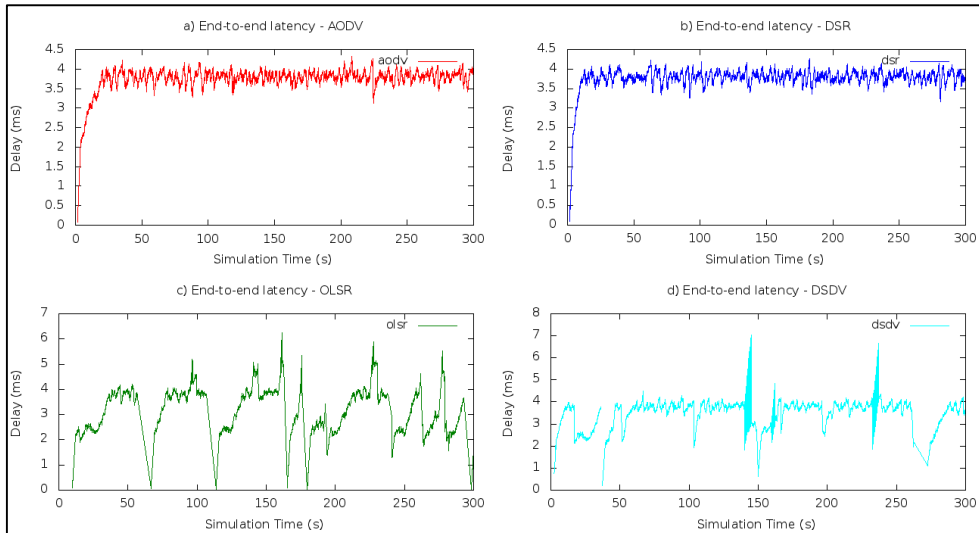 a) End-to-end latency - AODV
4.5
4
3.5
3
2.5
2
1.5
1
0.5
0
Delay (ms)
aodv
0 50 100 150 200 250 300
Simulation Time (s)
b) End-to-end latency - DSR
4.5
4
3.5
3
2.5
2
1.5
1
0.5
0
Delay (ms)
dsr
0 50 100 150 200 250 300
Simulation Time (s)
c) End-to-end latency - OLSR
7
6
5
4
3
2
1
0
Delay (ms)
olsr
0 50 100 150 200 250 300
Simulation Time (s)
d) End-to-end latency - DSDV
8
7
6
5
4
3
2
1
0
Delay (ms)
dsdv
0 50 100 150 200 250 300
Simulation Time (s)